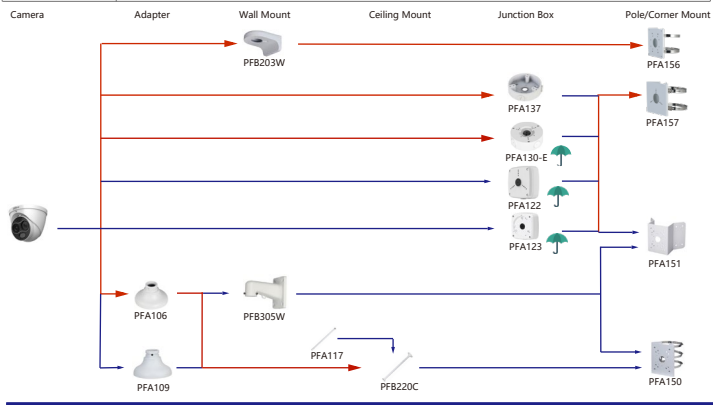 Camera Adapter Wall Mount Ceiling Mount Junction Box Pole/Corner Mount
PFB203W
PFA156
PFA137
PFA157
PFA130-E
PFA122
PFA123
PFA151
PFA106
PFB305W
PFA117
PFA109
PFB220C
PFA150